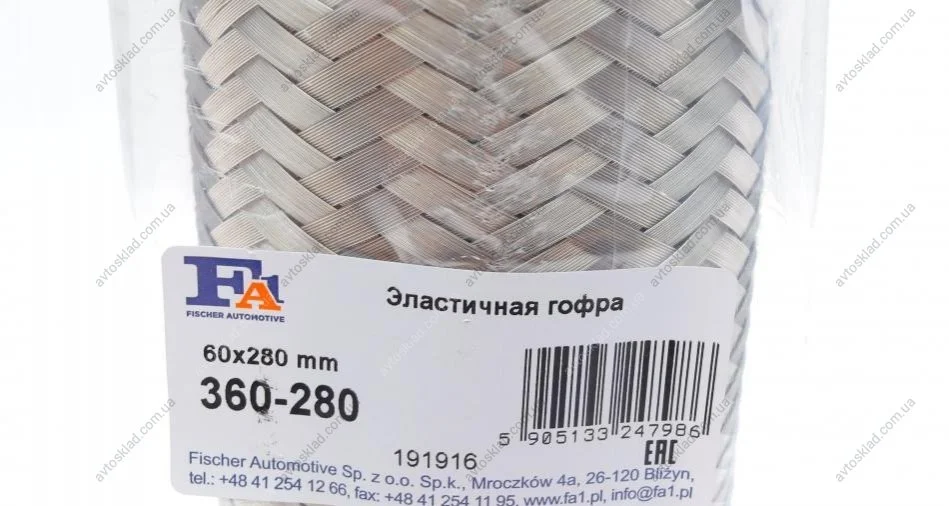 FA1
FISCHER AUTOMOTIVE
Эластичная гофра
60x280 mm
360-280
5 905133 247986
EAC
191916
Fischer Automotive Sp. z o.o. Sp.k., Mroczków 4a, 26-120 Bliżyn,
tel.: +48 41 254 12 66, fax: +48 41 254 11 95, www.fa1.pl, info@fa1.pl
avtosklad.com.ua